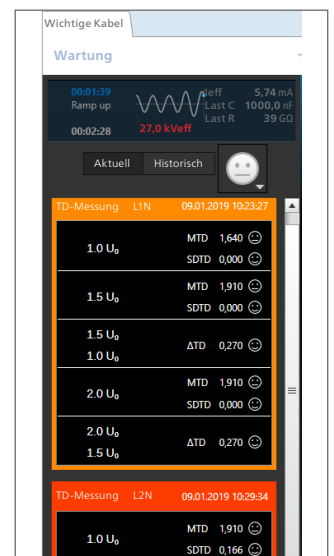 Wichtige Kabel
Wartung
00:01:39 Ieff 5,74 mA
Ramp up Last C 1000,0 nF
Last R 39 GΩ
00:02:28 27,0 kVeff
Aktuell Historisch
TD-Messung L1N 09.01.2019 10:23:27
1.0 U₀ MTD 1,640
SDTD 0,000
1.5 U₀ MTD 1,910
SDTD 0,000
1.5 U₀
1.0 U₀ ΔTD 0,270
2.0 U₀ MTD 1,910
SDTD 0,000
2.0 U₀
1.5 U₀ ΔTD 0,270
TD-Messung L2N 09.01.2019 10:29:34
1.0 U₀ MTD 1,910
SDTD 0,166